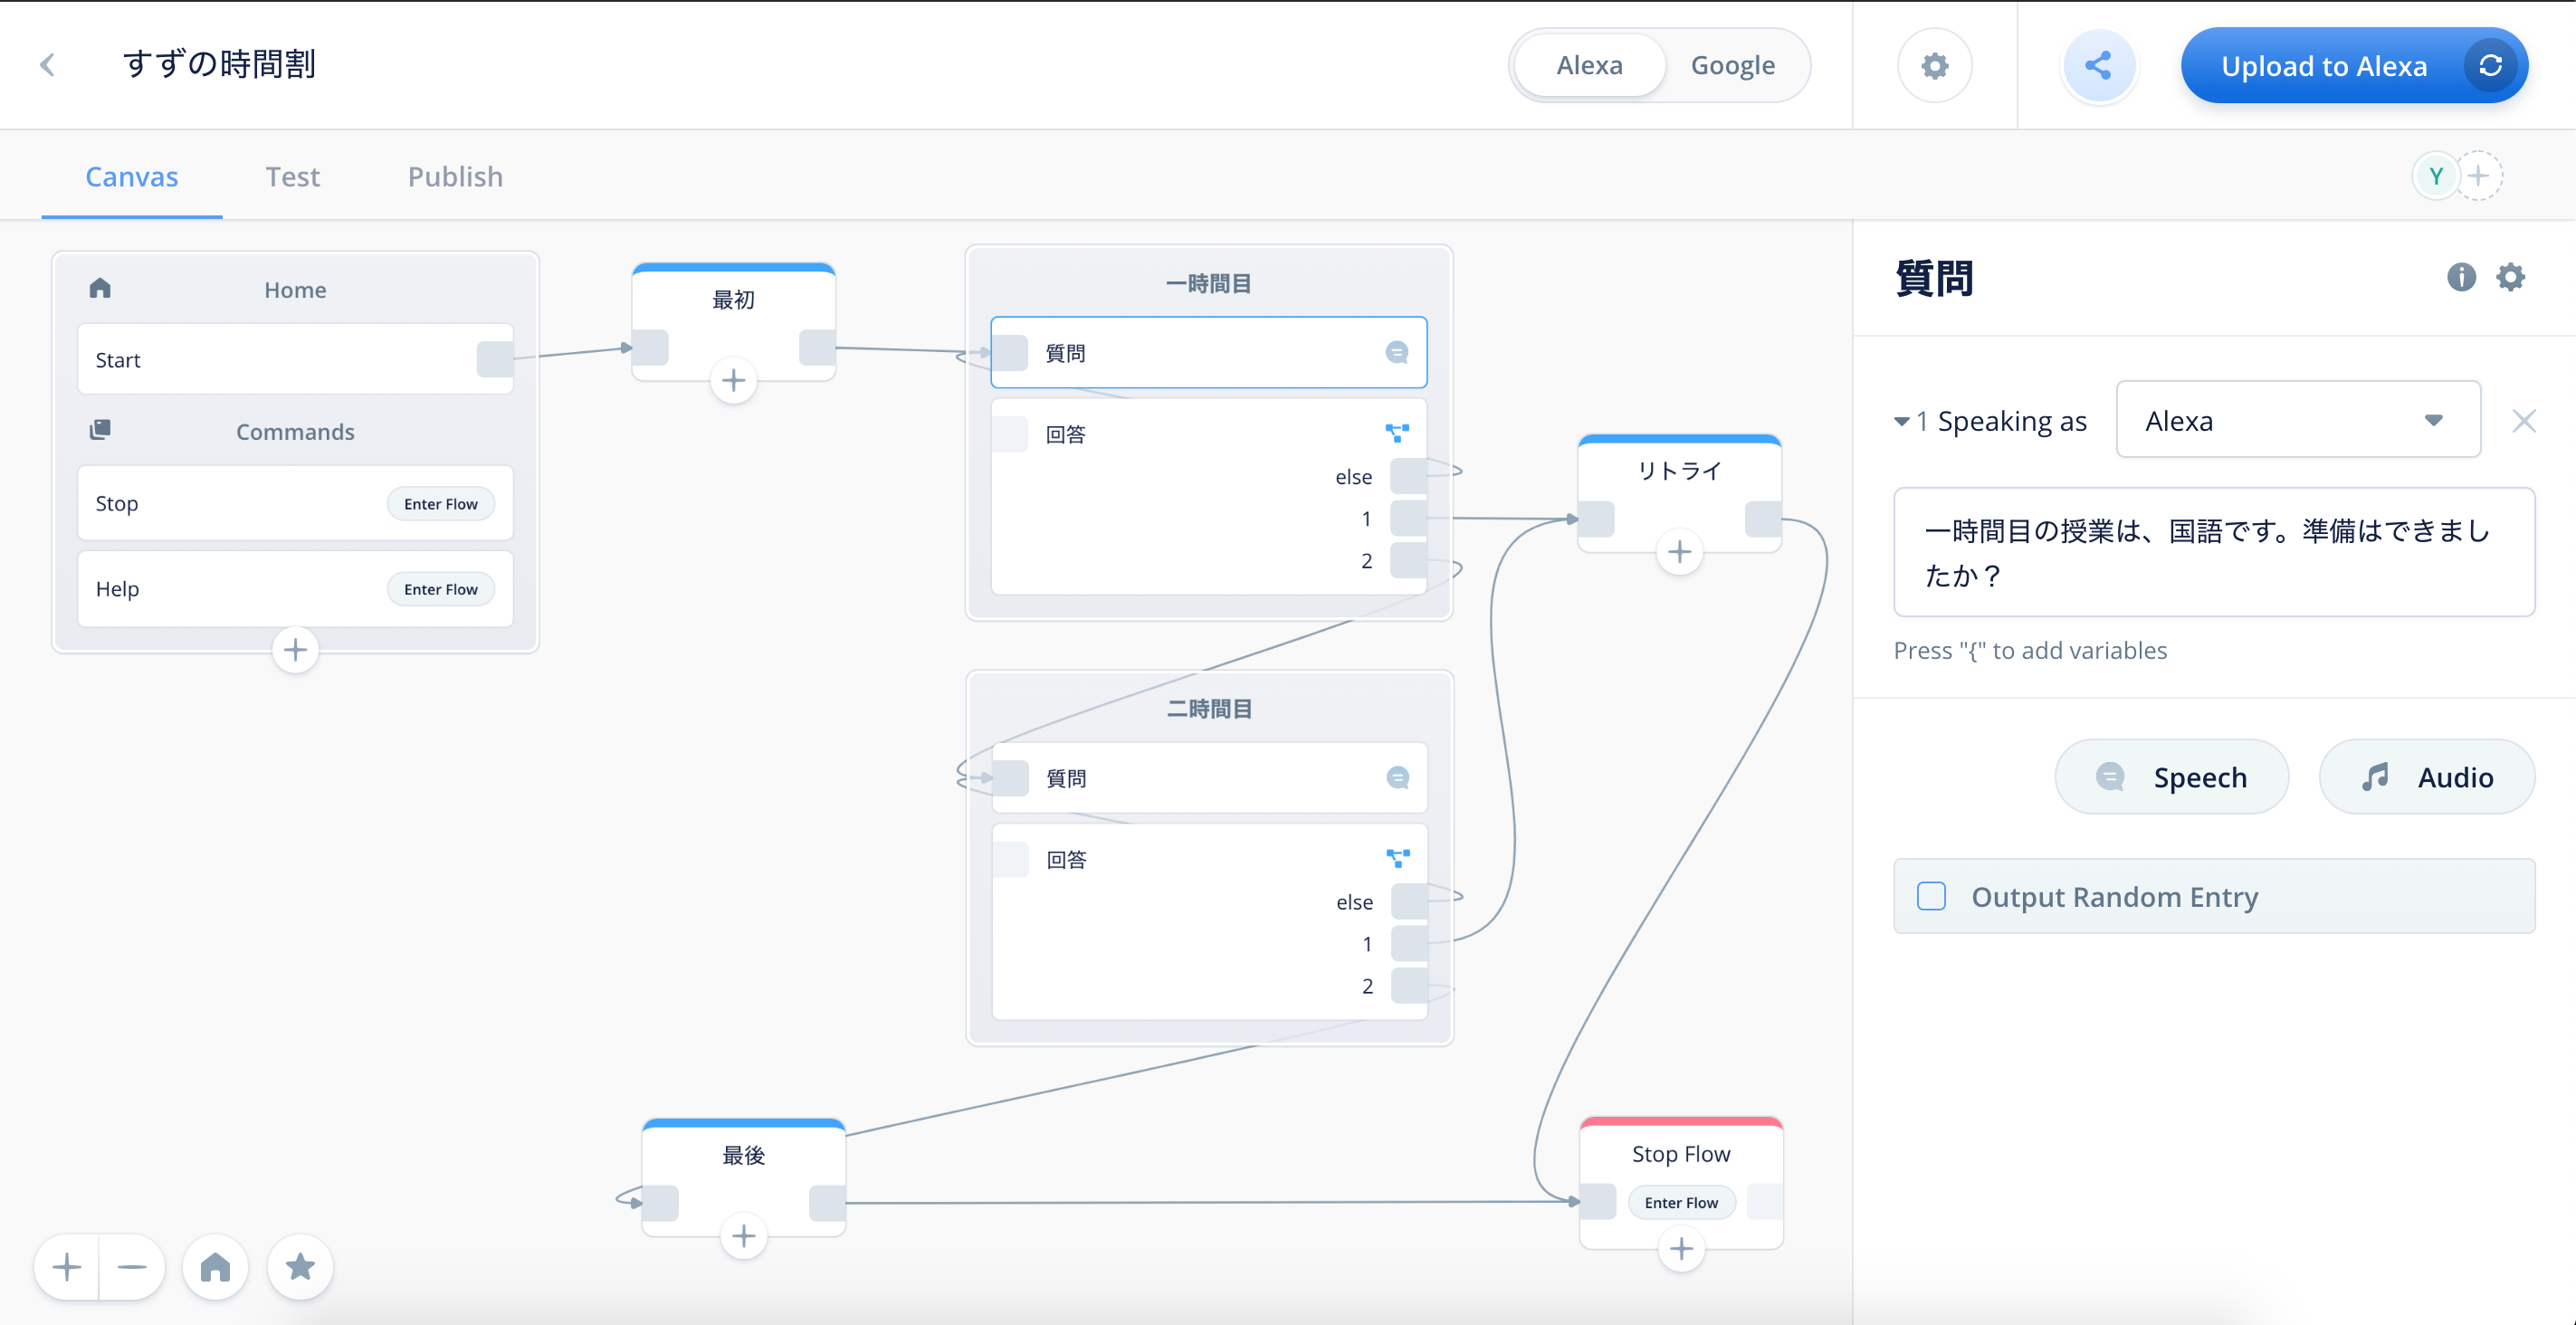 すずの時間割
Alexa
Google
Upload to Alexa
Canvas
Test
Publish
Y
Home
Start
Commands
Stop
Enter Flow
Help
Enter Flow
最初
一時間目
質問
回答
else
1
2
リトライ
二時間目
質問
回答
else
1
2
最後
Stop Flow
Enter Flow
質問
1 Speaking as
Alexa
一時間目の授業は、国語です。準備はできまし
たか？
Press "{" to add variables
Speech
Audio
Output Random Entry